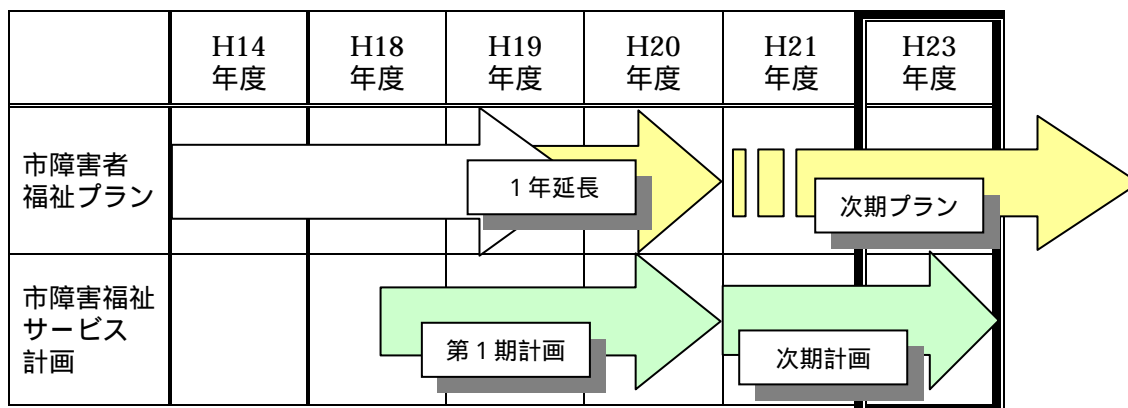 H14
年度
H18
年度
H19
年度
H20
年度
H21
年度
H23
年度
市障害者
福祉プラン
1年延長
次期プラン
市障害福祉
サービス
計画
第1期計画
次期計画